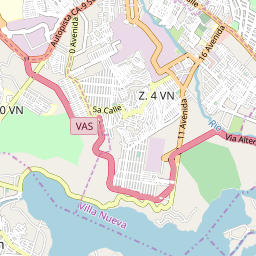 Autopista CA-9 S
0 Avenida
16 Avenida
Z. 4 VN
5a Calle
VAS
11 Avenida
Río
Vía Alter
0 VN
Villa Nueva